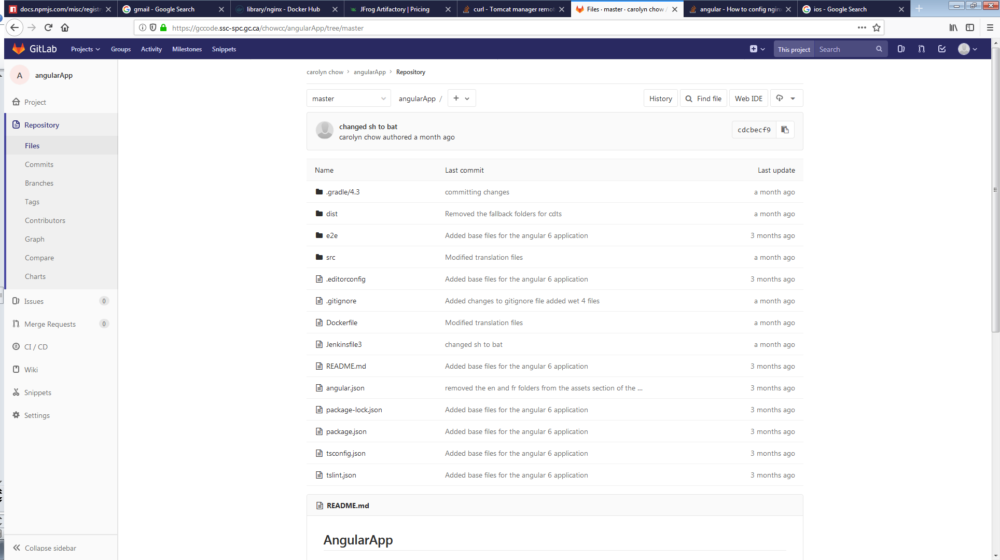 docs.npmjs.com/misc/registr
gmail - Google Search
library/nginx - Docker Hub
JFrog Artifactory | Pricing
curl - Tomcat manager remot
Files · master · carolyn chow /
angular - How to config nginx
ios - Google Search
https://gccode.ssc-spc.gc.ca/chowcc/angularApp/tree/master
GitLab
Projects
Groups
Activity
Milestones
Snippets
This project
Search
A
angularApp
Project
Repository
Files
Commits
Branches
Tags
Contributors
Graph
Compare
Charts
Issues 0
Merge Requests 0
CI / CD
Wiki
Snippets
Settings
Collapse sidebar
carolyn chow › angularApp › Repository
master
angularApp /
+
History
Find file
Web IDE
changed sh to bat
carolyn chow authored a month ago
cdcbecf9
Name Last commit Last update
.gradle/4.3 committing changes a month ago
dist Removed the fallback folders for cdts a month ago
e2e Added base files for the angular 6 application 3 months ago
src Modified translation files a month ago
.editorconfig Added base files for the angular 6 application 3 months ago
.gitignore Added changes to gitignore file added wet 4 files a month ago
Dockerfile Modified translation files a month ago
Jenkinsfile3 changed sh to bat a month ago
README.md Added base files for the angular 6 application 3 months ago
angular.json removed the en and fr folders from the assets section of the ... 3 months ago
package-lock.json Added base files for the angular 6 application 3 months ago
package.json Added base files for the angular 6 application 3 months ago
tsconfig.json Added base files for the angular 6 application 3 months ago
tslint.json Added base files for the angular 6 application 3 months ago
README.md
AngularApp